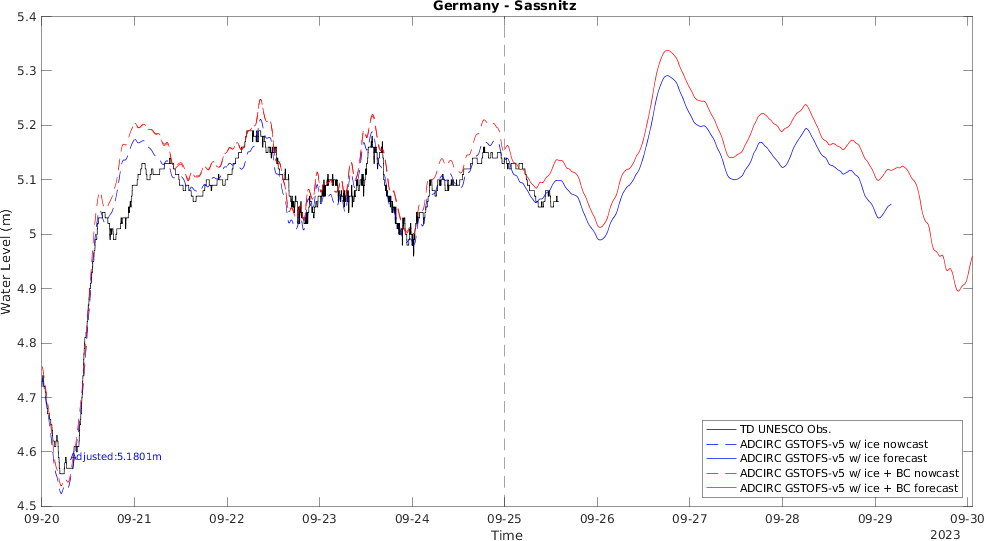 Germany - Sassnitz
5.4
5.3
5.2
5.1
5
4.9
4.8
4.7
4.6
4.5
Water Level (m)
Adjusted:5.1801m
TD UNESCO Obs.
ADCIRC GSTOFS-v5 w/ ice nowcast
ADCIRC GSTOFS-v5 w/ ice forecast
ADCIRC GSTOFS-v5 w/ ice + BC nowcast
ADCIRC GSTOFS-v5 w/ ice + BC forecast
09-20 09-21 09-22 09-23 09-24 09-25 09-26 09-27 09-28 09-29 09-30
Time
2023